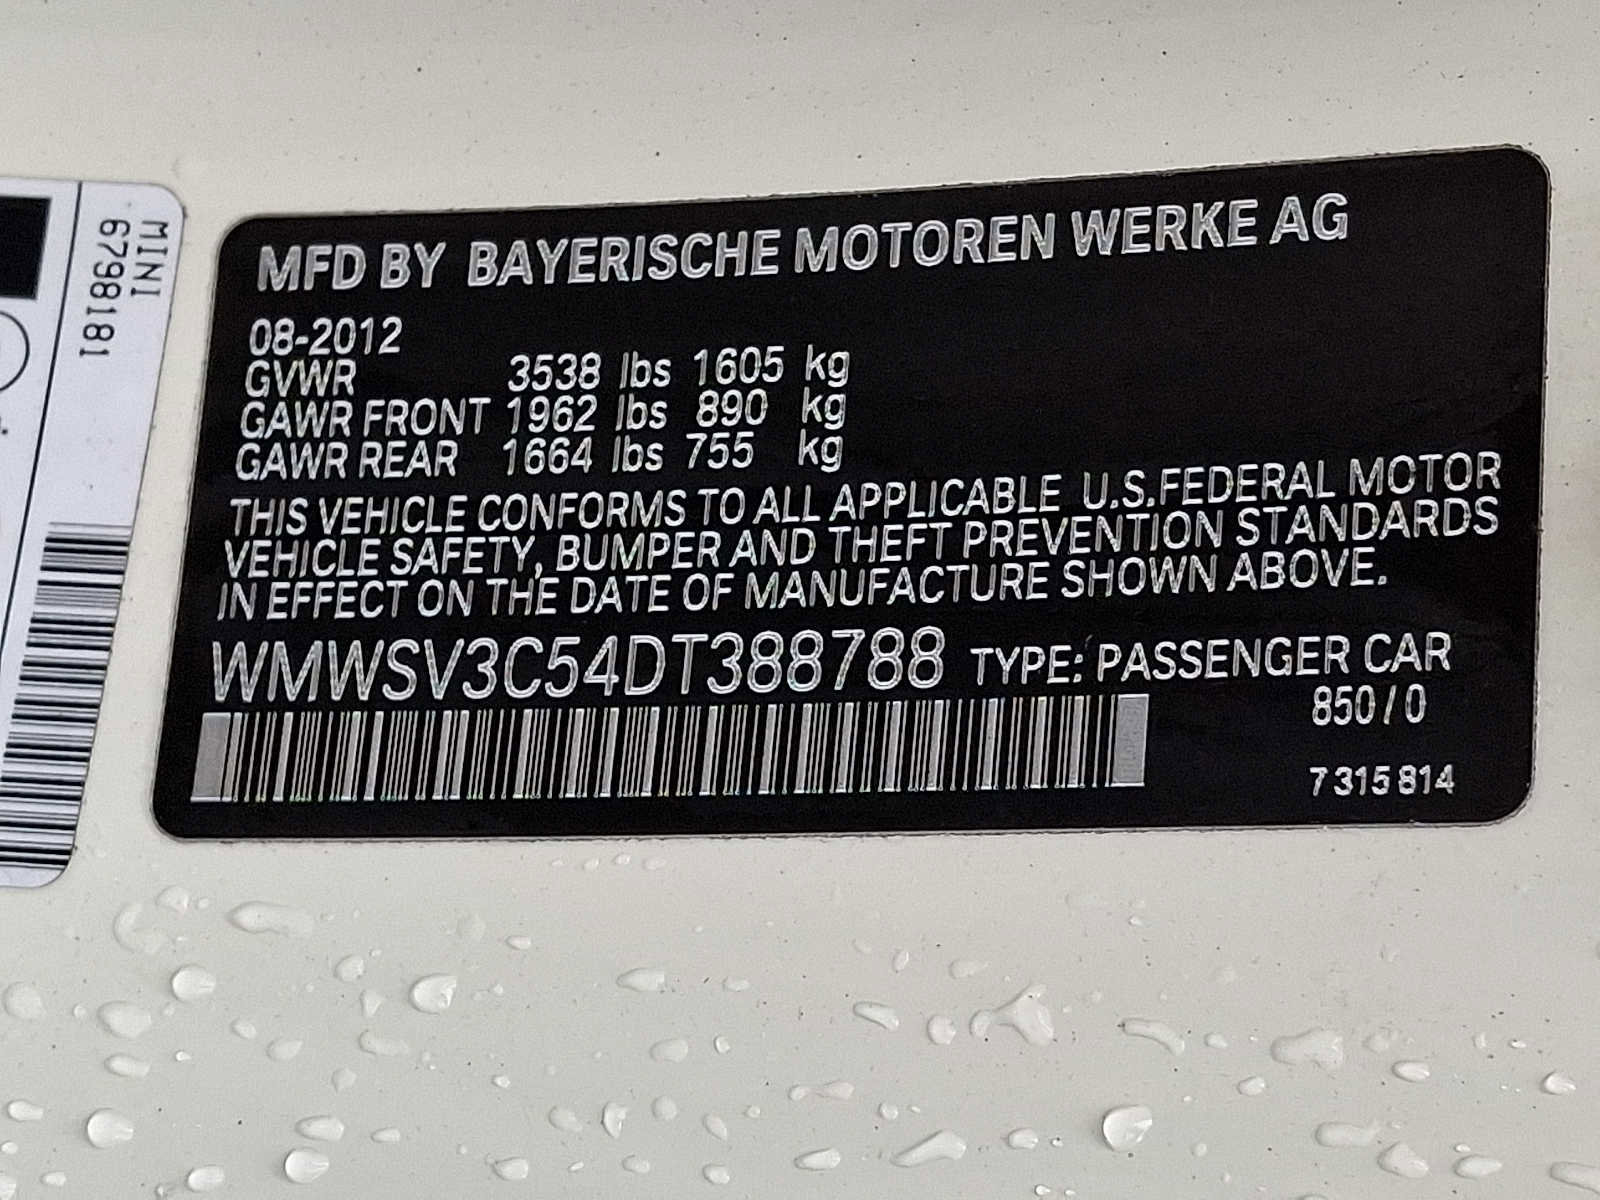 MINI
6798181
MFD BY BAYERISCHE MOTOREN WERKE AG
08-2012
GVWR 3538 lbs 1605 kg
GAWR FRONT 1962 lbs 890 kg
GAWR REAR 1664 lbs 755 kg
THIS VEHICLE CONFORMS TO ALL APPLICABLE U.S.FEDERAL MOTOR
VEHICLE SAFETY, BUMPER AND THEFT PREVENTION STANDARDS
IN EFFECT ON THE DATE OF MANUFACTURE SHOWN ABOVE.
WMWSV3C54DT388788 TYPE: PASSENGER CAR
850/0
7315814